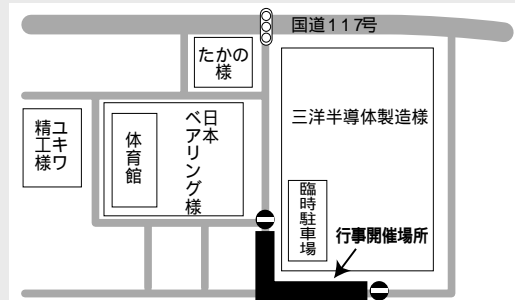 国道117号
たかの
様
三洋半導体製造様
日本
ベアリング様
体育館
ユキワ
精工様
臨時駐車場
行事開催場所